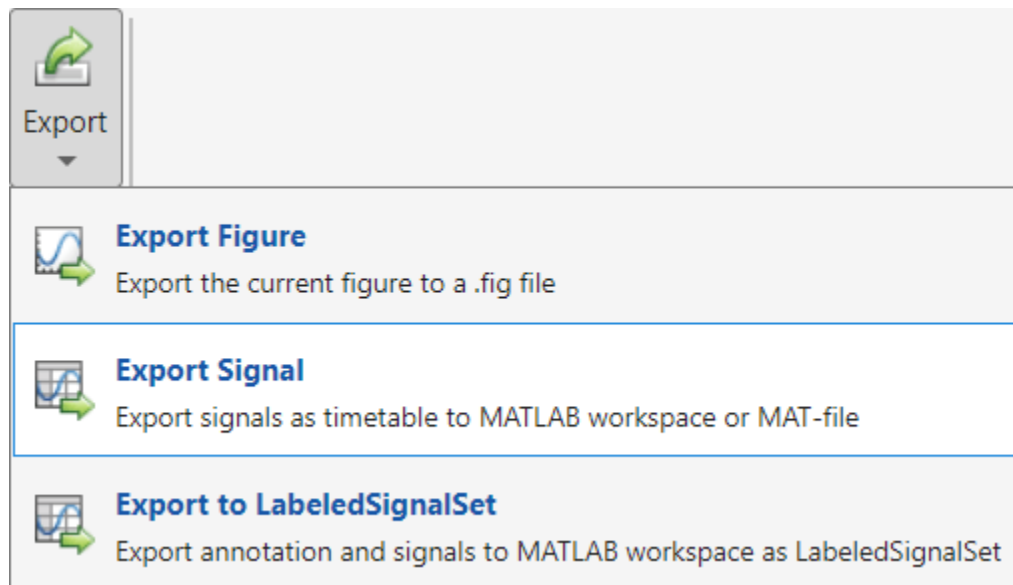 Export
Export Figure
Export the current figure to a .fig file
Export Signal
Export signals as timetable to MATLAB workspace or MAT-file
Export to LabeledSignalSet
Export annotation and signals to MATLAB workspace as LabeledSignalSet